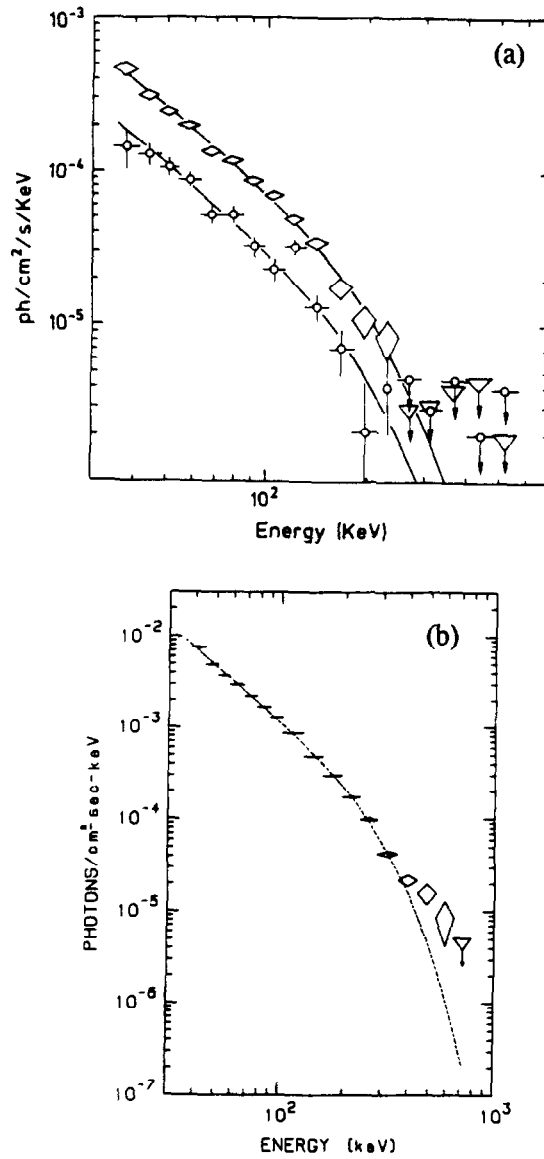 (a)
10⁻³
10⁻⁴
10⁻⁵
ph/cm²/s/KeV
10²
Energy (KeV)
(b)
10⁻²
10⁻³
10⁻⁴
10⁻⁵
10⁻⁶
10⁻⁷
PHOTONS/cm²-sec-keV
10²
10³
ENERGY (keV)